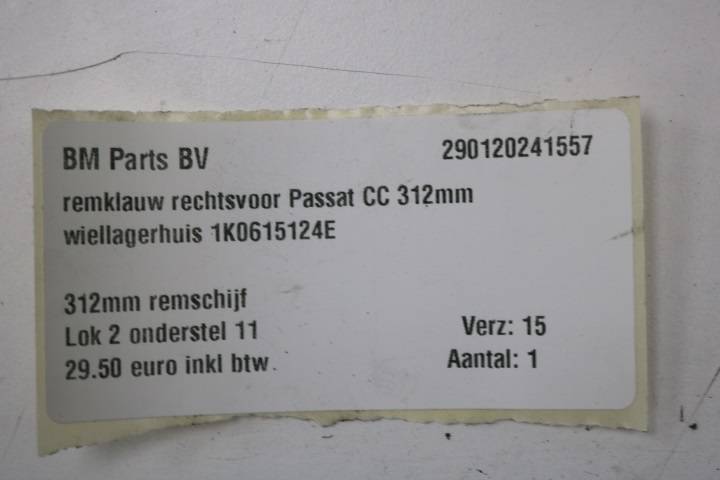 BM Parts BV 290120241557
remklauw rechtsvoor Passat CC 312mm
wiellagerhuis 1K0615124E
312mm remschijf
Lok 2 onderstel 11 Verz: 15
29.50 euro inkl btw. Aantal: 1